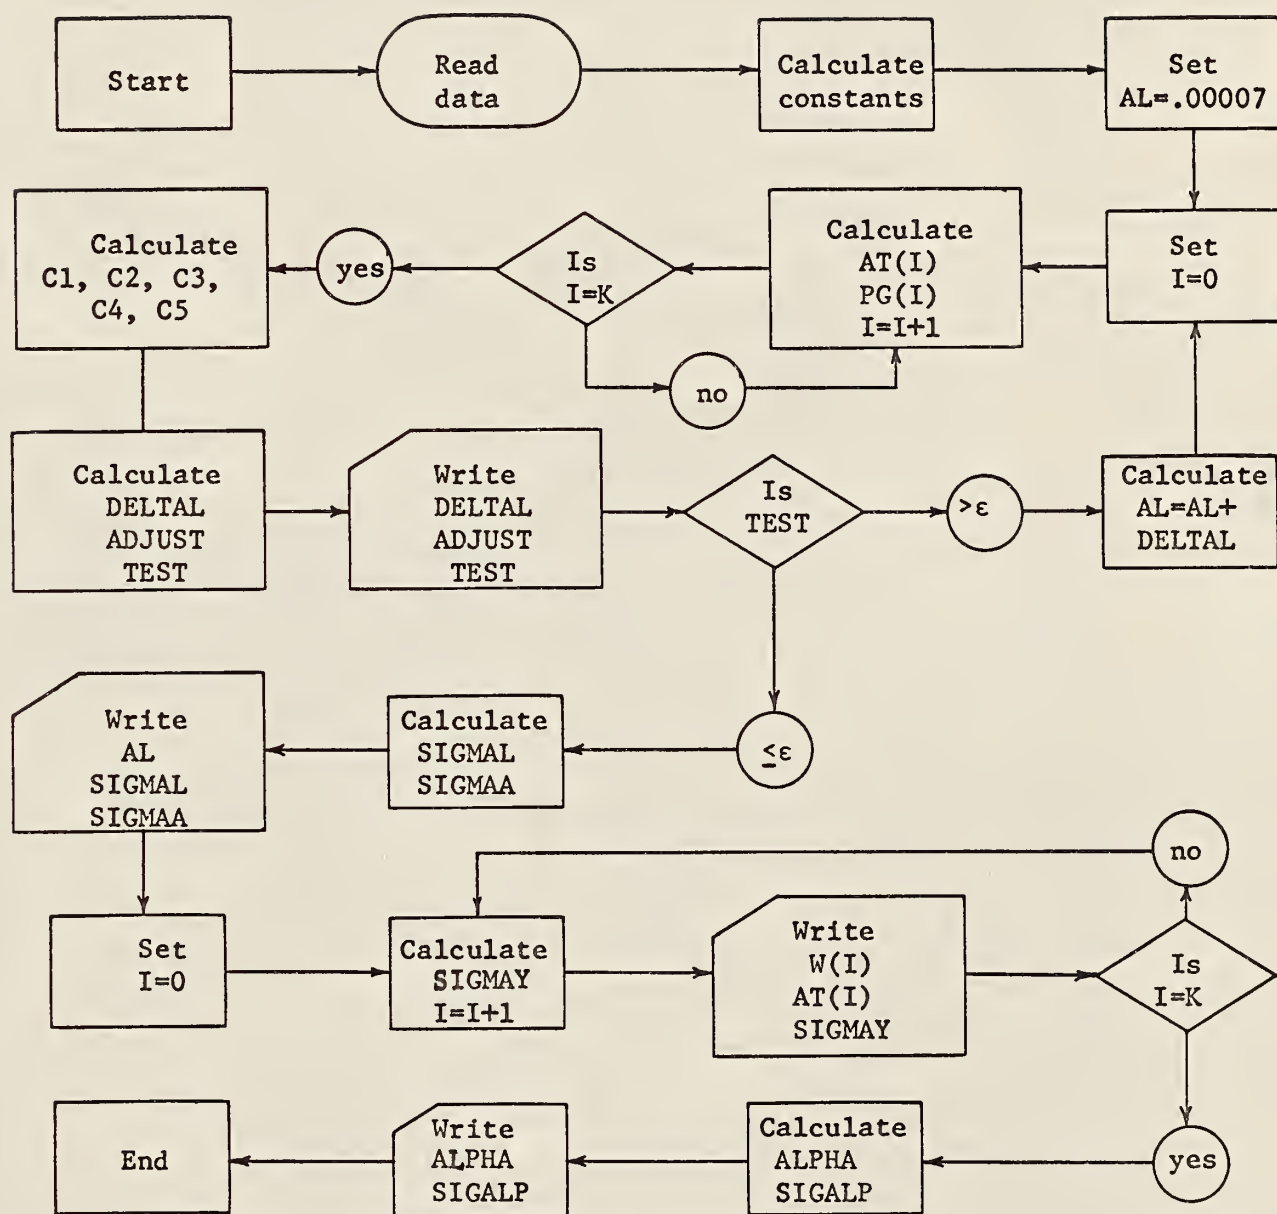 Start
Read
data
Calculate
constants
Set
AL=.00007
Set
I=0
Calculate
AT(I)
PG(I)
I=I+1
Is
I=K
no
yes
Calculate
C1, C2, C3,
C4, C5
Calculate
DELTAL
ADJUST
TEST
Write
DELTAL
ADJUST
TEST
Is
TEST
>ε
Calculate
AL=AL+
DELTAL
≤ε
Calculate
SIGMAL
SIGMAA
Write
AL
SIGMAL
SIGMAA
Set
I=0
Calculate
SIGMAY
I=I+1
Write
W(I)
AT(I)
SIGMAY
Is
I=K
no
yes
Calculate
ALPHA
SIGALP
Write
ALPHA
SIGALP
End